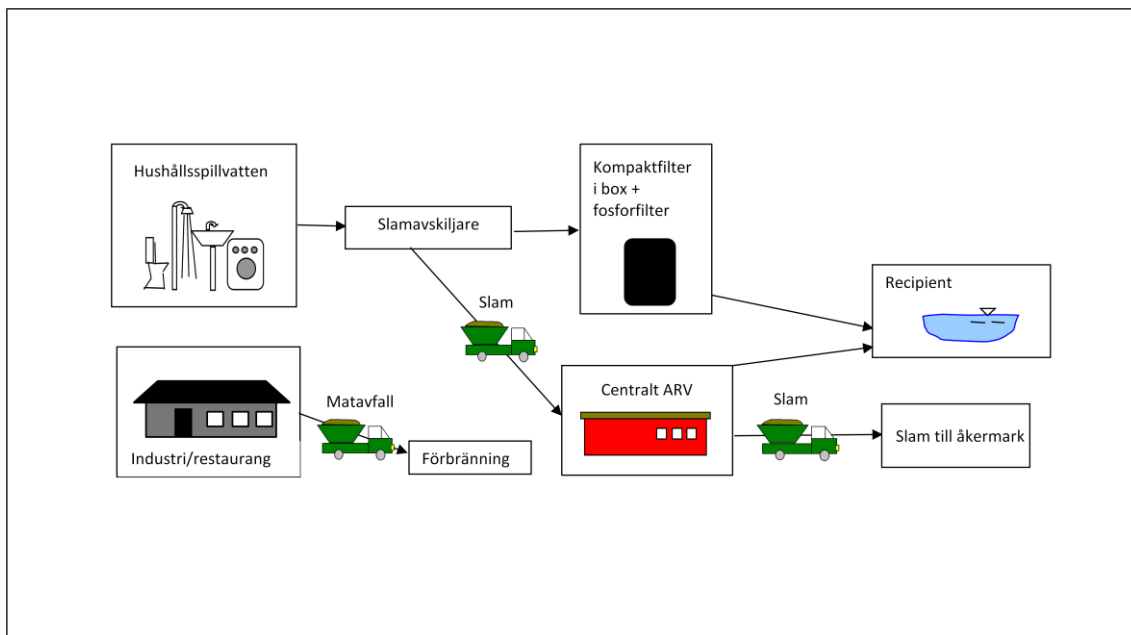 Hushållsspillvatten
Slamavskiljare
Kompaktfilter
i box +
fosforfilter
Recipient
Slam
Industri/restaurang
Matavfall
Förbränning
Centralt ARV
Slam
Slam till åkermark